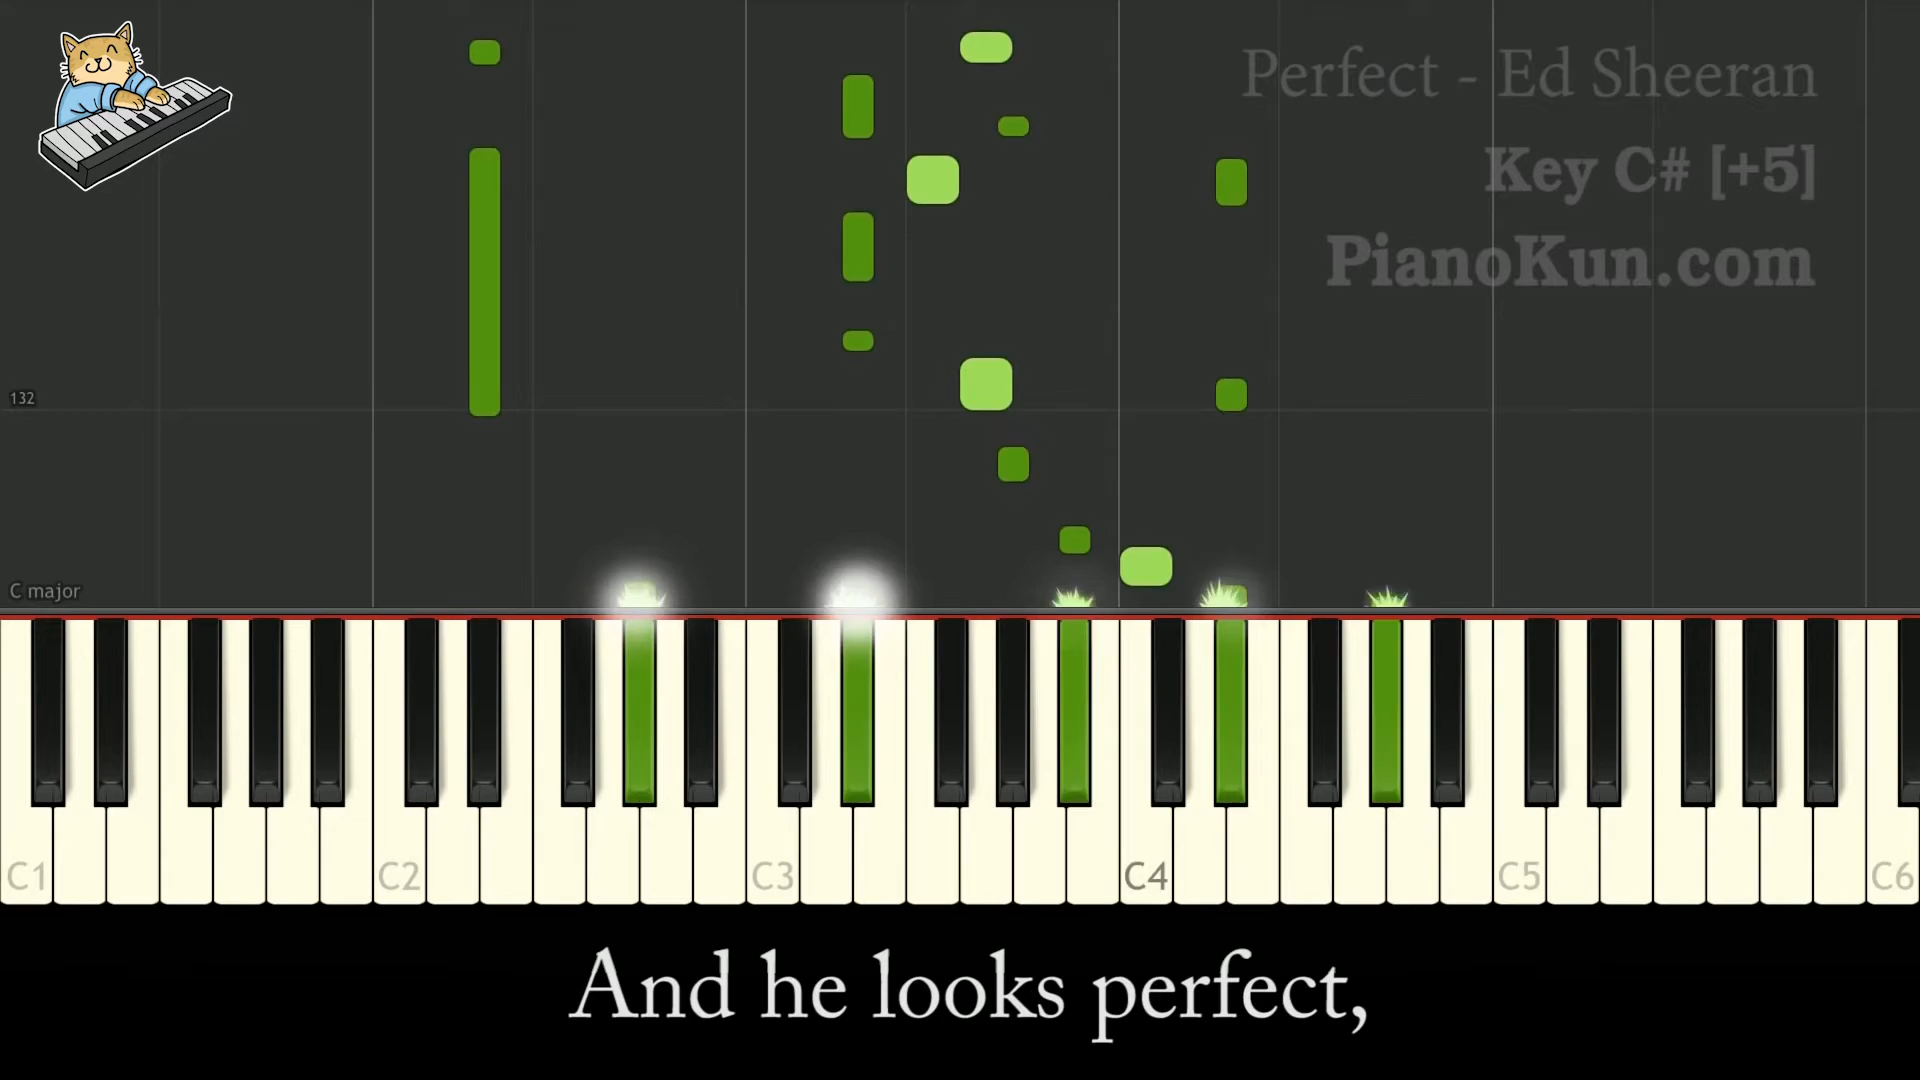 Perfect - Ed Sheeran
Key C# [+5]
PianoKun.com
132
C major
C1 C2 C3 C4 C5 C6
And he looks perfect,